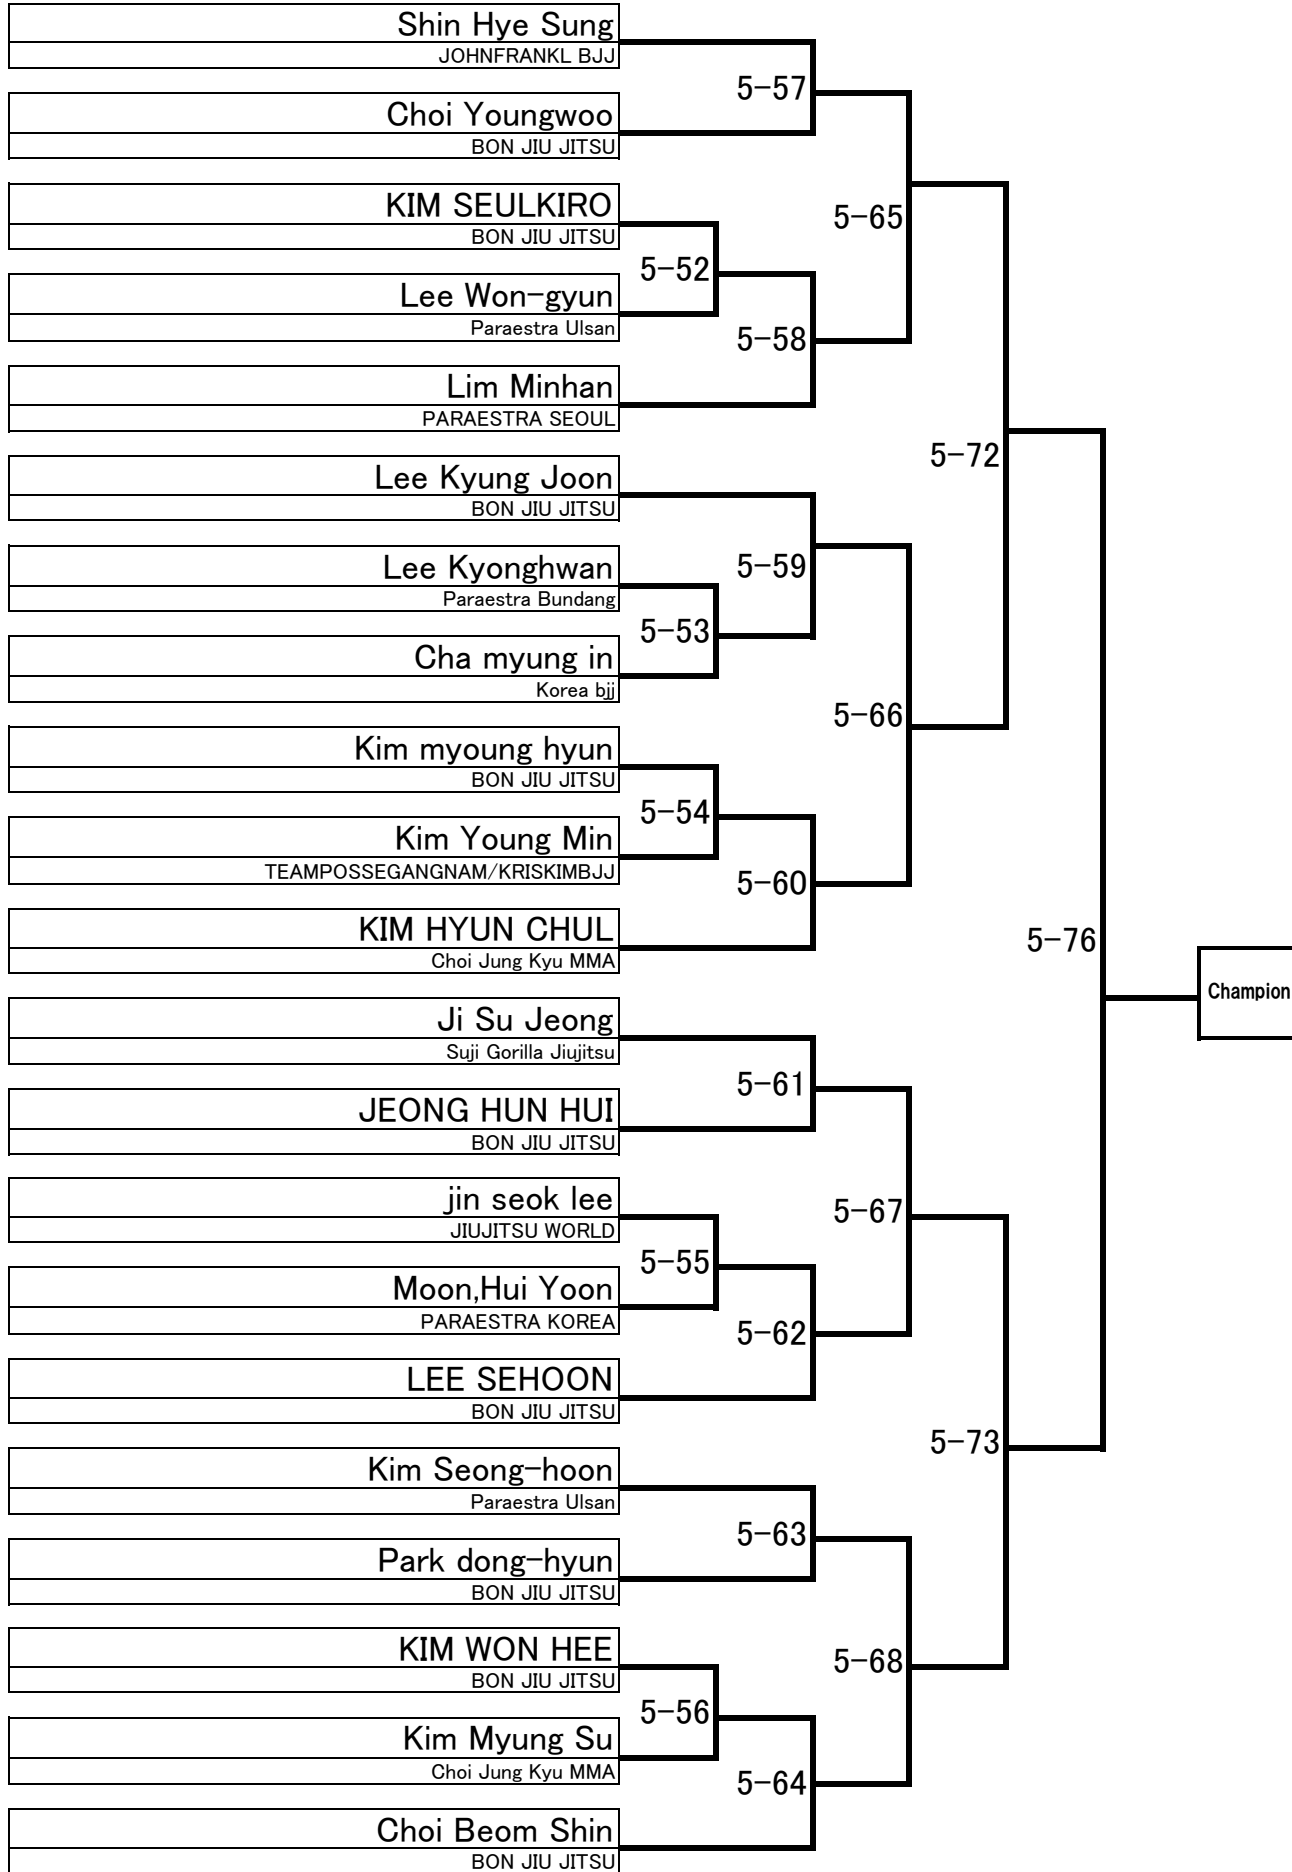 Shin Hye Sung
JOHNFRANKL BJJ
5-57
Choi Youngwoo
BON JIU JITSU
KIM SEULKIRO
5-65
BON JIU JITSU
5-52
Lee Won-gyun
Paraestra Ulsan
5-58
Lim Minhan
PARAESTRA SEOUL
5-72
Lee Kyung Joon
BON JIU JITSU
Lee Kyonghwan
5-59
Paraestra Bundang
5-53
Cha myung in
Korea bjj
5-66
Kim myoung hyun
BON JIU JITSU
5-54
Kim Young Min
TEAMPOSSEGANGNAM/KRISKIMBJJ
5-60
KIM HYUN CHUL
5-76
Choi Jung Kyu MMA
Champion
Ji Su Jeong
Suji Gorilla Jiujitsu
5-61
JEONG HUN HUI
BON JIU JITSU
jin seok lee
5-67
JIUJITSU WORLD
5-55
Moon,Hui Yoon
PARAESTRA KOREA
5-62
LEE SEHOON
BON JIU JITSU
5-73
Kim Seong-hoon
Paraestra Ulsan
5-63
Park dong-hyun
BON JIU JITSU
KIM WON HEE
5-68
BON JIU JITSU
5-56
Kim Myung Su
Choi Jung Kyu MMA
5-64
Choi Beom Shin
BON JIU JITSU